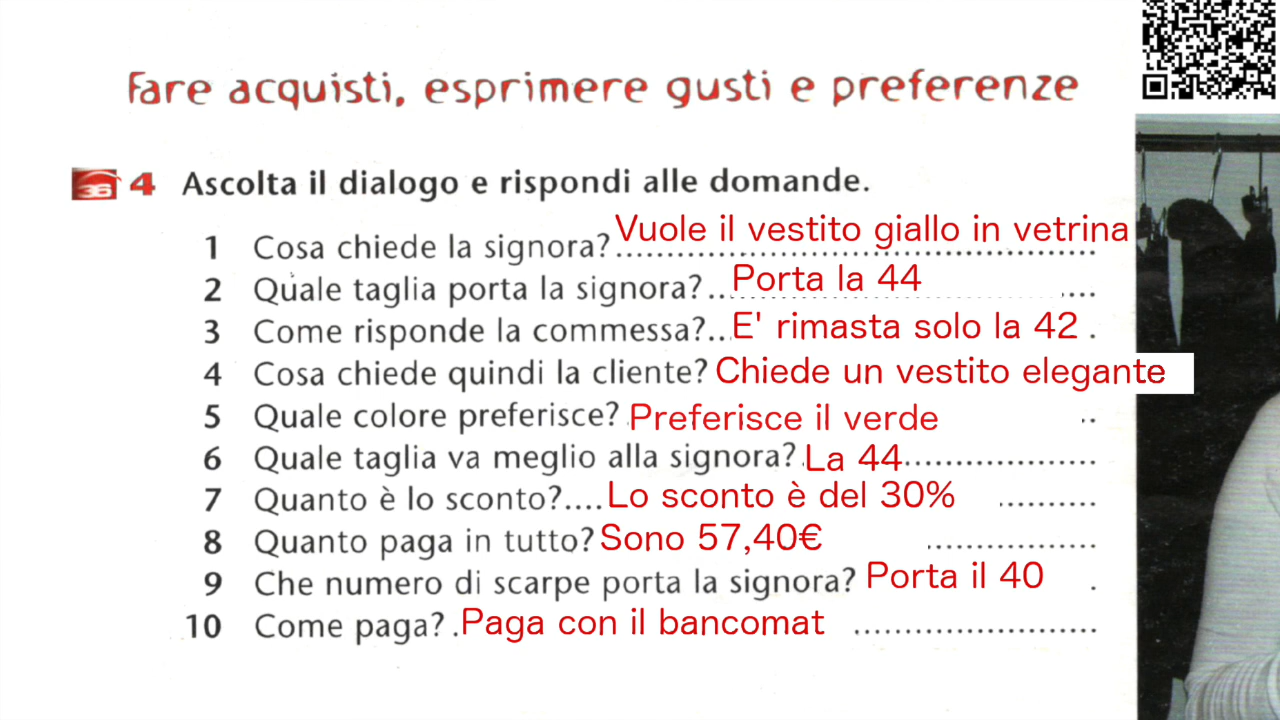 Fare acquisti, esprimere gusti e preferenze
36 4 Ascolta il dialogo e rispondi alle domande.
1 Cosa chiede la signora? Vuole il vestito giallo in vetrina
2 Quale taglia porta la signora? Porta la 44
3 Come risponde la commessa? E' rimasta solo la 42
4 Cosa chiede quindi la cliente? Chiede un vestito elegante
5 Quale colore preferisce? Preferisce il verde
6 Quale taglia va meglio alla signora? La 44
7 Quanto è lo sconto? Lo sconto è del 30%
8 Quanto paga in tutto? Sono 57,40€
9 Che numero di scarpe porta la signora? Porta il 40
10 Come paga? Paga con il bancomat